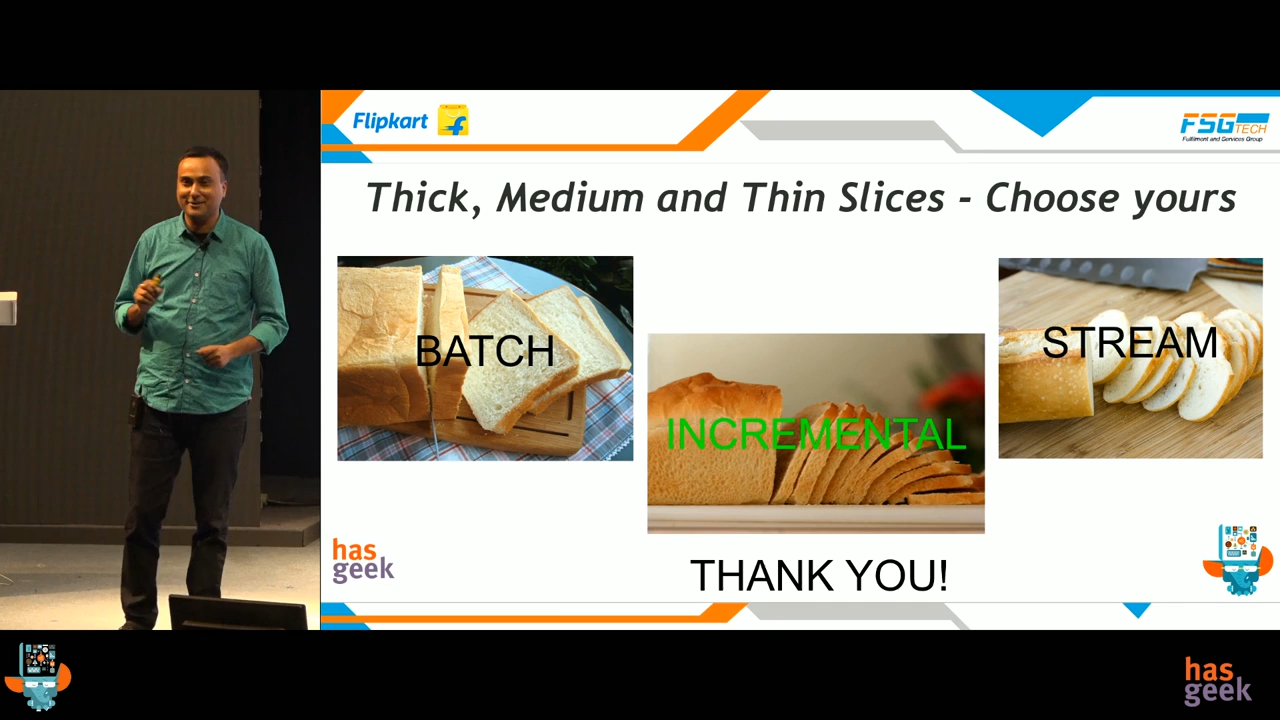 Flipkart
FSG TECH
Fulfilment and Services Group
Thick, Medium and Thin Slices - Choose yours
BATCH
INCREMENTAL
STREAM
has
geek
THANK YOU!
has
geek